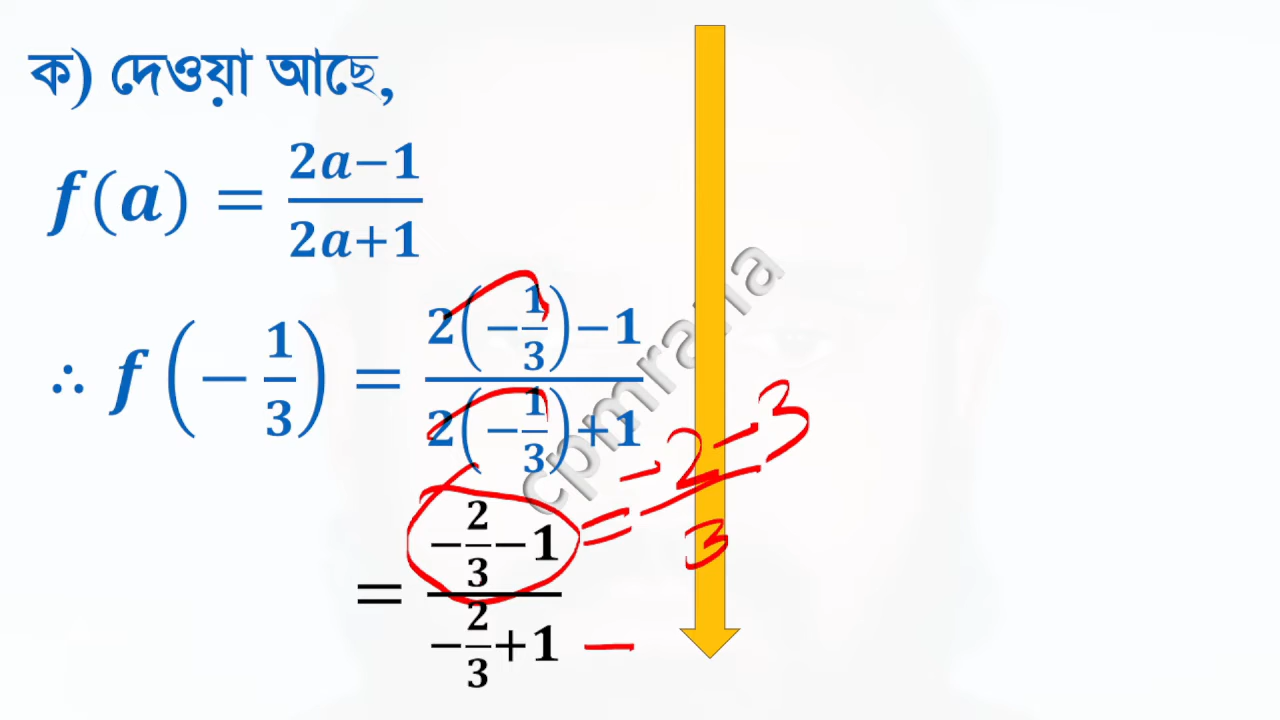 ক) দেওয়া আছে,
f(a) = (2a−1)/(2a+1)
∴ f(−1/3) = (2(−1/3)−1)/(2(−1/3)+1)
= (−2/3−1)/(−2/3+1)
= (−2−3)/3
−
cpmrana